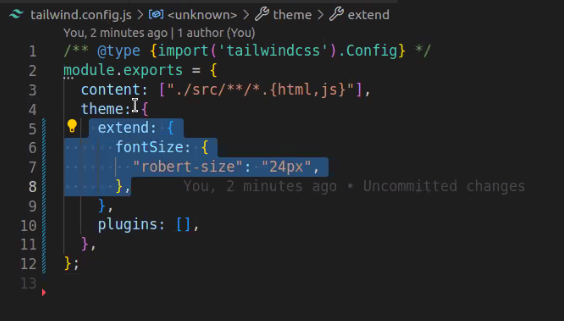 tailwind.config.js > <unknown> > theme > extend
You, 2 minutes ago | 1 author (You)
1 /** @type {import('tailwindcss').Config} */
2 module.exports = {
3   content: ["./src/**/*.{html,js}"],
4   theme: {
5     extend: {
6       fontSize: {
7         "robert-size": "24px",
8       }, You, 2 minutes ago • Uncommitted changes
9     },
10     plugins: [],
11   },
12 };
13